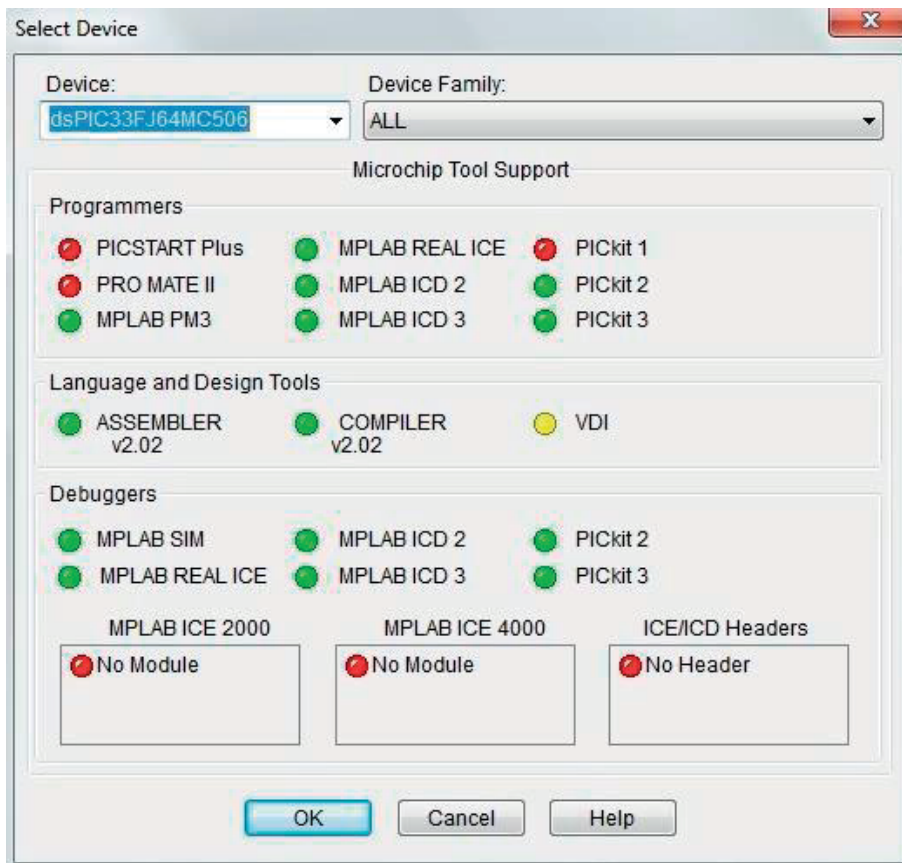 Select Device
X
Device: Device Family:
dsPIC33FJ64MC506 ALL
Microchip Tool Support
Programmers
PICSTART Plus MPLAB REAL ICE PICkit 1
PRO MATE II MPLAB ICD 2 PICkit 2
MPLAB PM3 MPLAB ICD 3 PICkit 3
Language and Design Tools
ASSEMBLER COMPILER VDI
v2.02 v2.02
Debuggers
MPLAB SIM MPLAB ICD 2 PICkit 2
MPLAB REAL ICE MPLAB ICD 3 PICkit 3
MPLAB ICE 2000 MPLAB ICE 4000 ICE/ICD Headers
No Module No Module No Header
OK Cancel Help